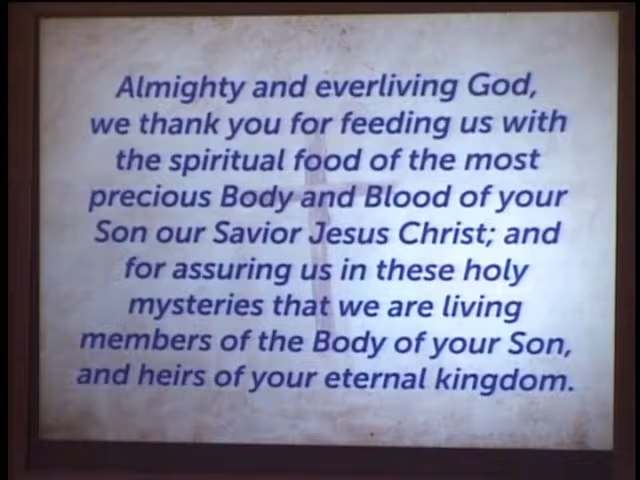 Almighty and everliving God,
we thank you for feeding us with
the spiritual food of the most
precious Body and Blood of your
Son our Savior Jesus Christ; and
for assuring us in these holy
mysteries that we are living
members of the Body of your Son,
and heirs of your eternal kingdom.